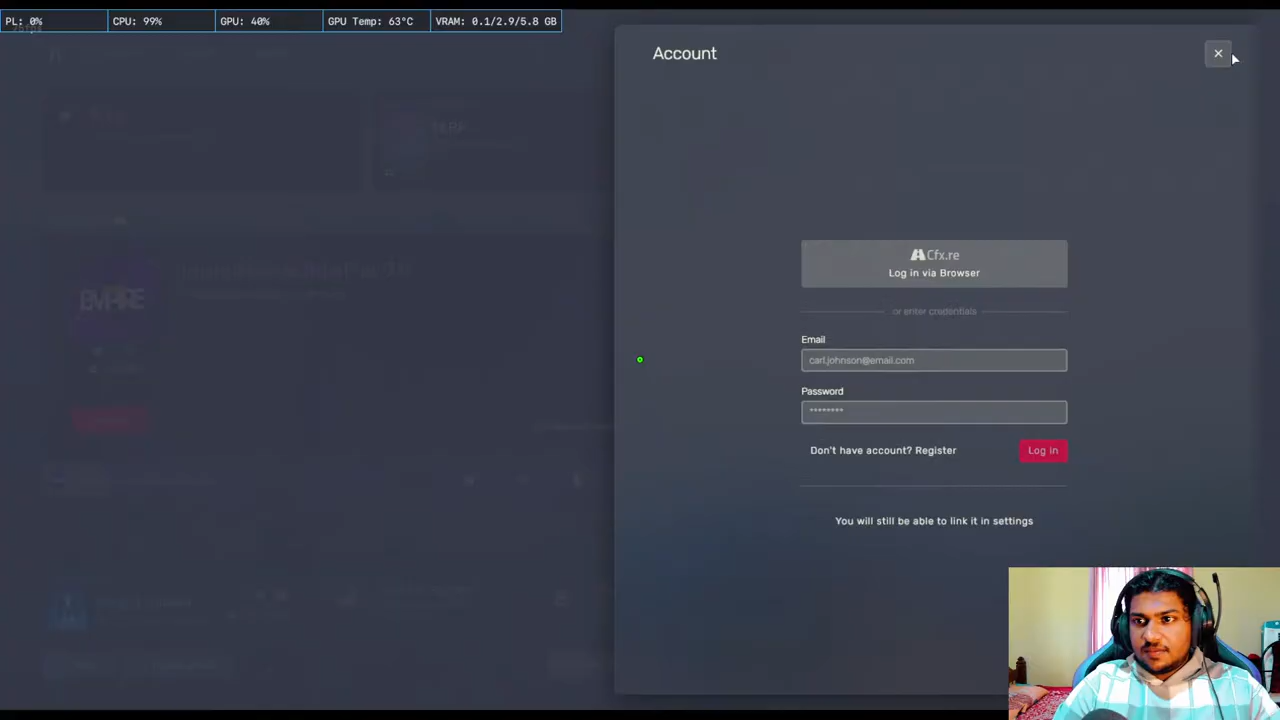 PL: 0% CPU: 99% GPU: 40% GPU Temp: 63°C VRAM: 0.1/2.9/5.8 GB
Account
Cfx.re
Log in via Browser
or enter credentials
Email
carl.johnson@email.com
Password
********
Don't have account? Register
Log in
You will still be able to link it in settings
EMPIRE